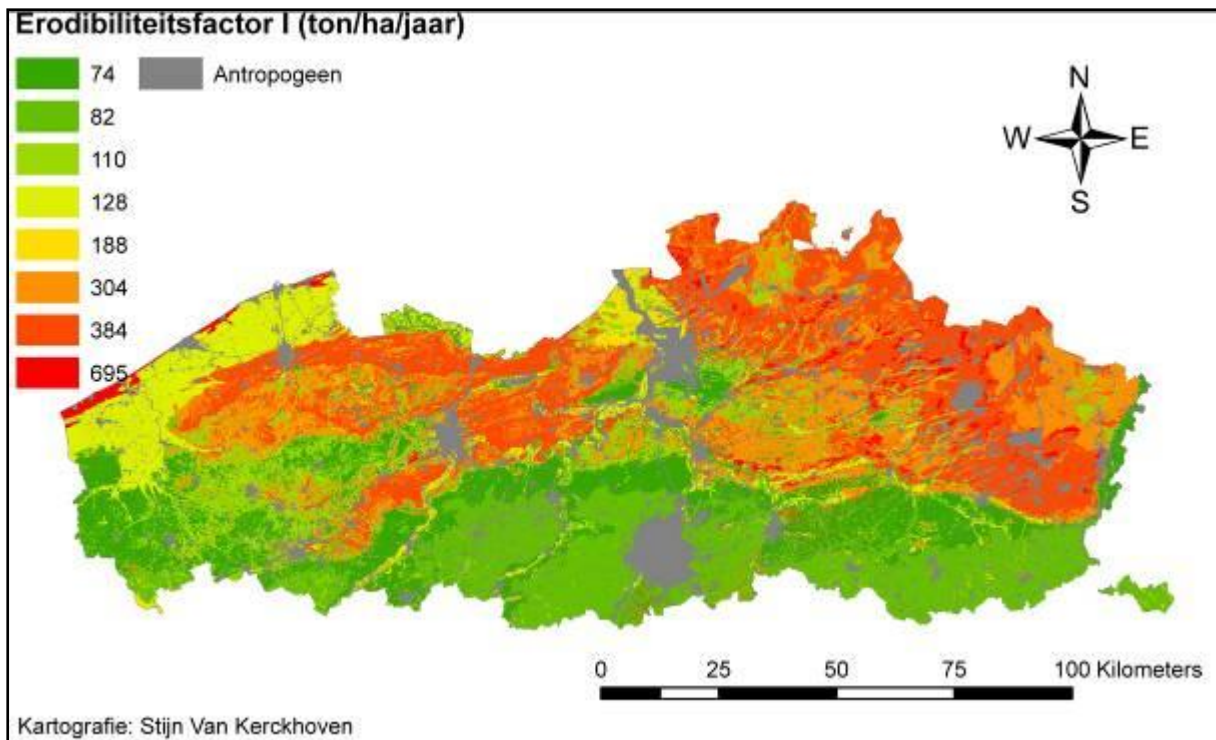 Erodibiliteitsfactor I (ton/ha/jaar)
74 Antropogeen
82
110
128
188
304
384
695
N
W E
S
0 25 50 75 100 Kilometers
Kartografie: Stijn Van Kerckhoven